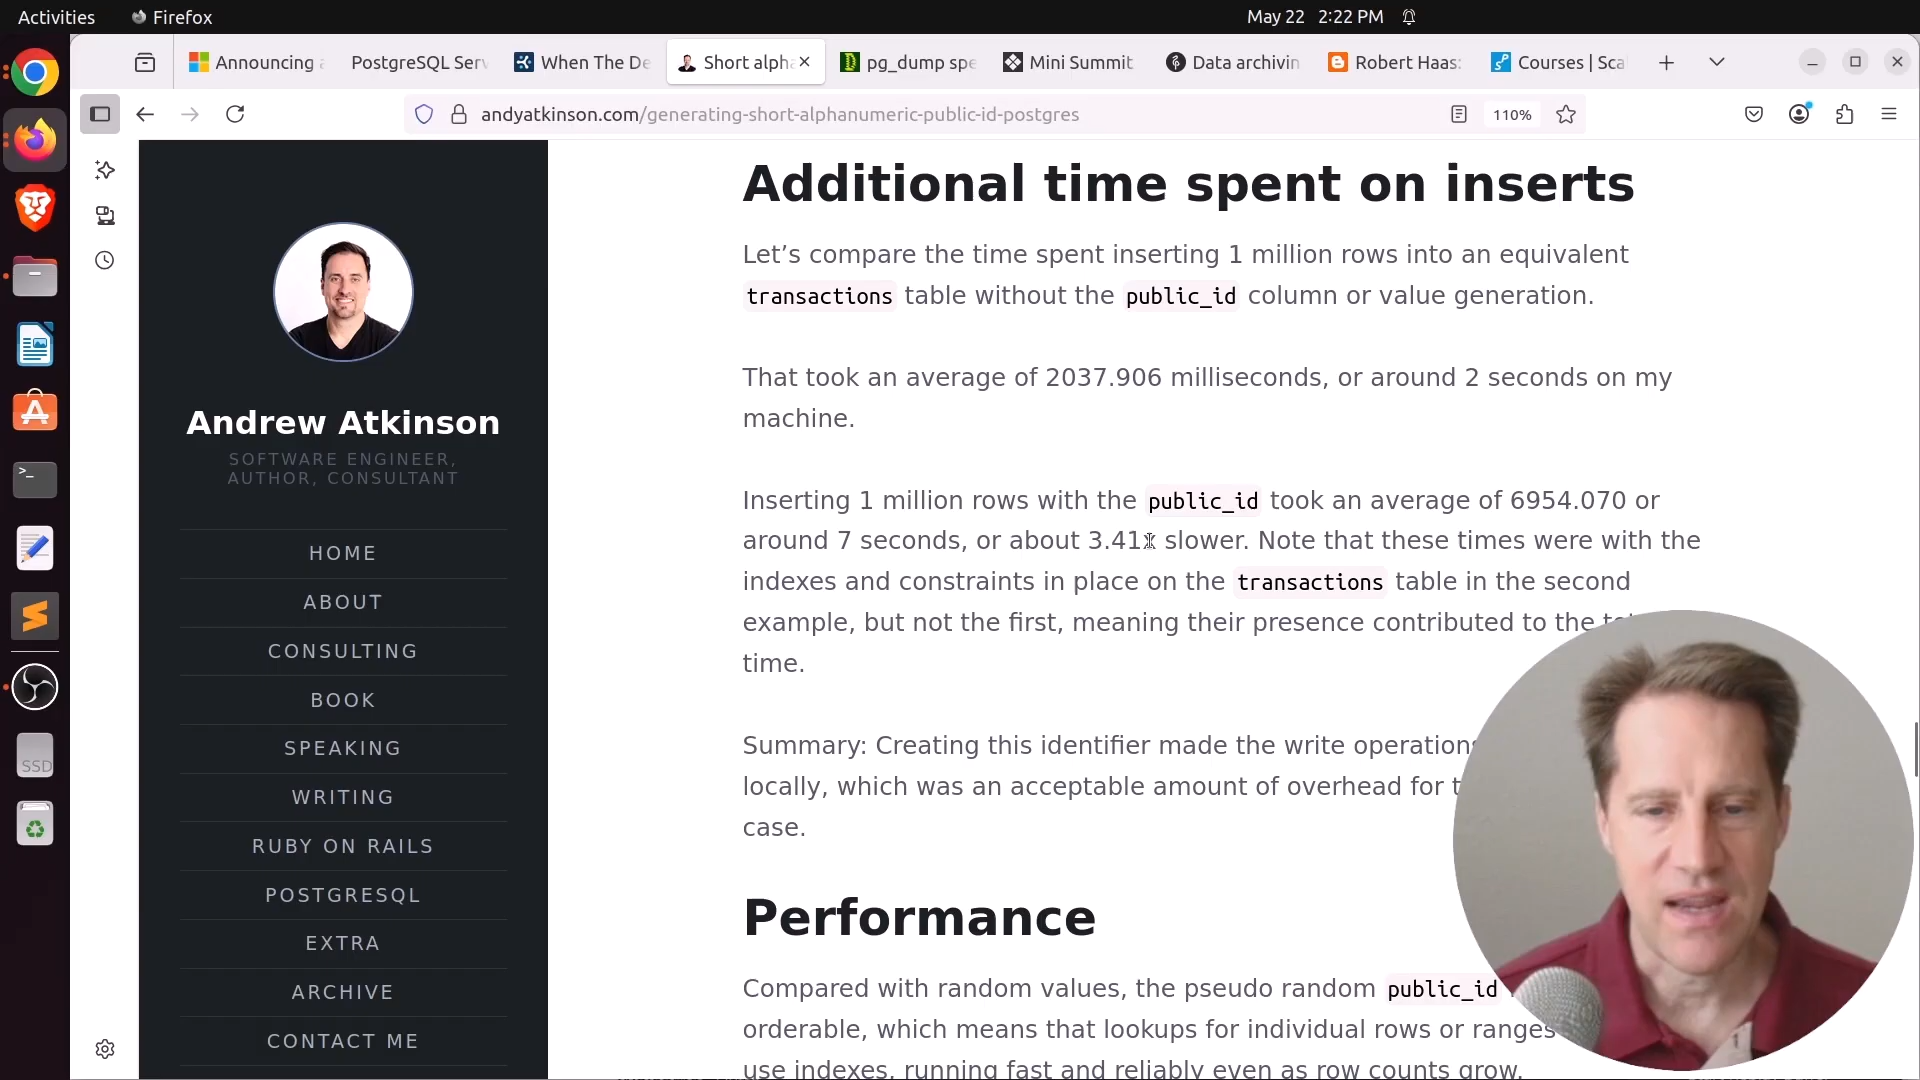 Activities
Firefox
May 22 2:22 PM
Announcing a
PostgreSQL Serv
When The De
Short alpha
pg_dump spe
Mini Summit
Data archivin
Robert Haas:
Courses | Sca
andyatkinson.com/generating-short-alphanumeric-public-id-postgres
110%
Andrew Atkinson
SOFTWARE ENGINEER,
AUTHOR, CONSULTANT
HOME
ABOUT
CONSULTING
BOOK
SPEAKING
WRITING
RUBY ON RAILS
POSTGRESQL
EXTRA
ARCHIVE
CONTACT ME
SSD
Additional time spent on inserts
Let’s compare the time spent inserting 1 million rows into an equivalent
transactions table without the public_id column or value generation.
That took an average of 2037.906 milliseconds, or around 2 seconds on my
machine.
Inserting 1 million rows with the public_id took an average of 6954.070 or
around 7 seconds, or about 3.41x slower. Note that these times were with the
indexes and constraints in place on the transactions table in the second
example, but not the first, meaning their presence contributed to the
time.
Summary: Creating this identifier made the write operations
locally, which was an acceptable amount of overhead for
case.
Performance
Compared with random values, the pseudo random public_id
orderable, which means that lookups for individual rows or ranges
use indexes, running fast and reliably even as row counts grow.